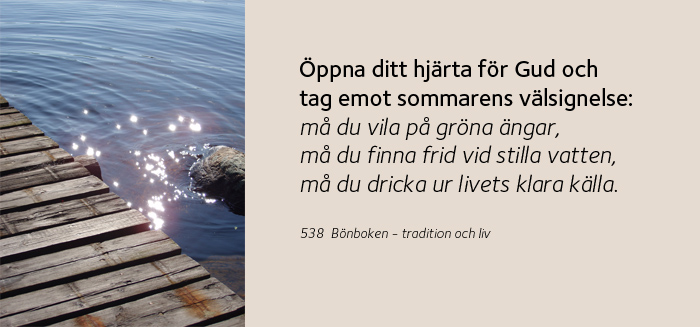 Öppna ditt hjärta för Gud och
tag emot sommarens välsignelse:
må du vila på gröna ängar,
må du finna frid vid stilla vatten,
må du dricka ur livets klara källa.
538 Bönboken – tradition och liv